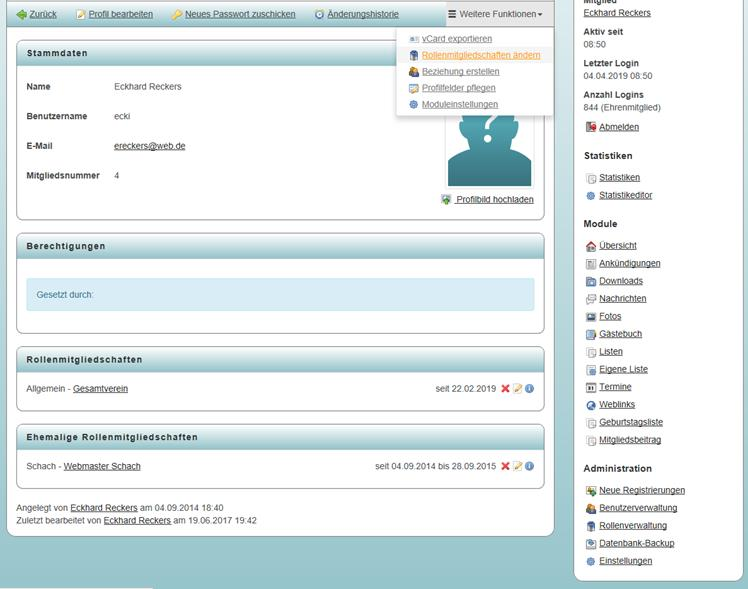 Zurück Profil bearbeiten Neues Passwort zuschicken Änderungshistorie Weitere Funktionen
vCard exportieren
Rollenmitgliedschaften ändern
Beziehung erstellen
Profilfelder pflegen
Moduleinstellungen
Stammdaten
Name Eckhard Reckers
Benutzername ecki
E-Mail ereckers@web.de
Mitgliedsnummer 4
?
Profilbild hochladen
Berechtigungen
Gesetzt durch:
Rollenmitgliedschaften
Allgemein - Gesamtverein seit 22.02.2019
Ehemalige Rollenmitgliedschaften
Schach - Webmaster Schach seit 04.09.2014 bis 28.09.2015
Angelegt von Eckhard Reckers am 04.09.2014 18:40
Zuletzt bearbeitet von Eckhard Reckers am 19.06.2017 19:42
Mitglied
Eckhard Reckers
Aktiv seit
08:50
Letzter Login
04.04.2019 08:50
Anzahl Logins
844 (Ehrenmitglied)
Abmelden
Statistiken
Statistiken
Statistikeditor
Module
Übersicht
Ankündigungen
Downloads
Nachrichten
Fotos
Gästebuch
Listen
Eigene Liste
Termine
Weblinks
Geburtstagsliste
Mitgliedsbeitrag
Administration
Neue Registrierungen
Benutzerverwaltung
Rollenverwaltung
Datenbank-Backup
Einstellungen